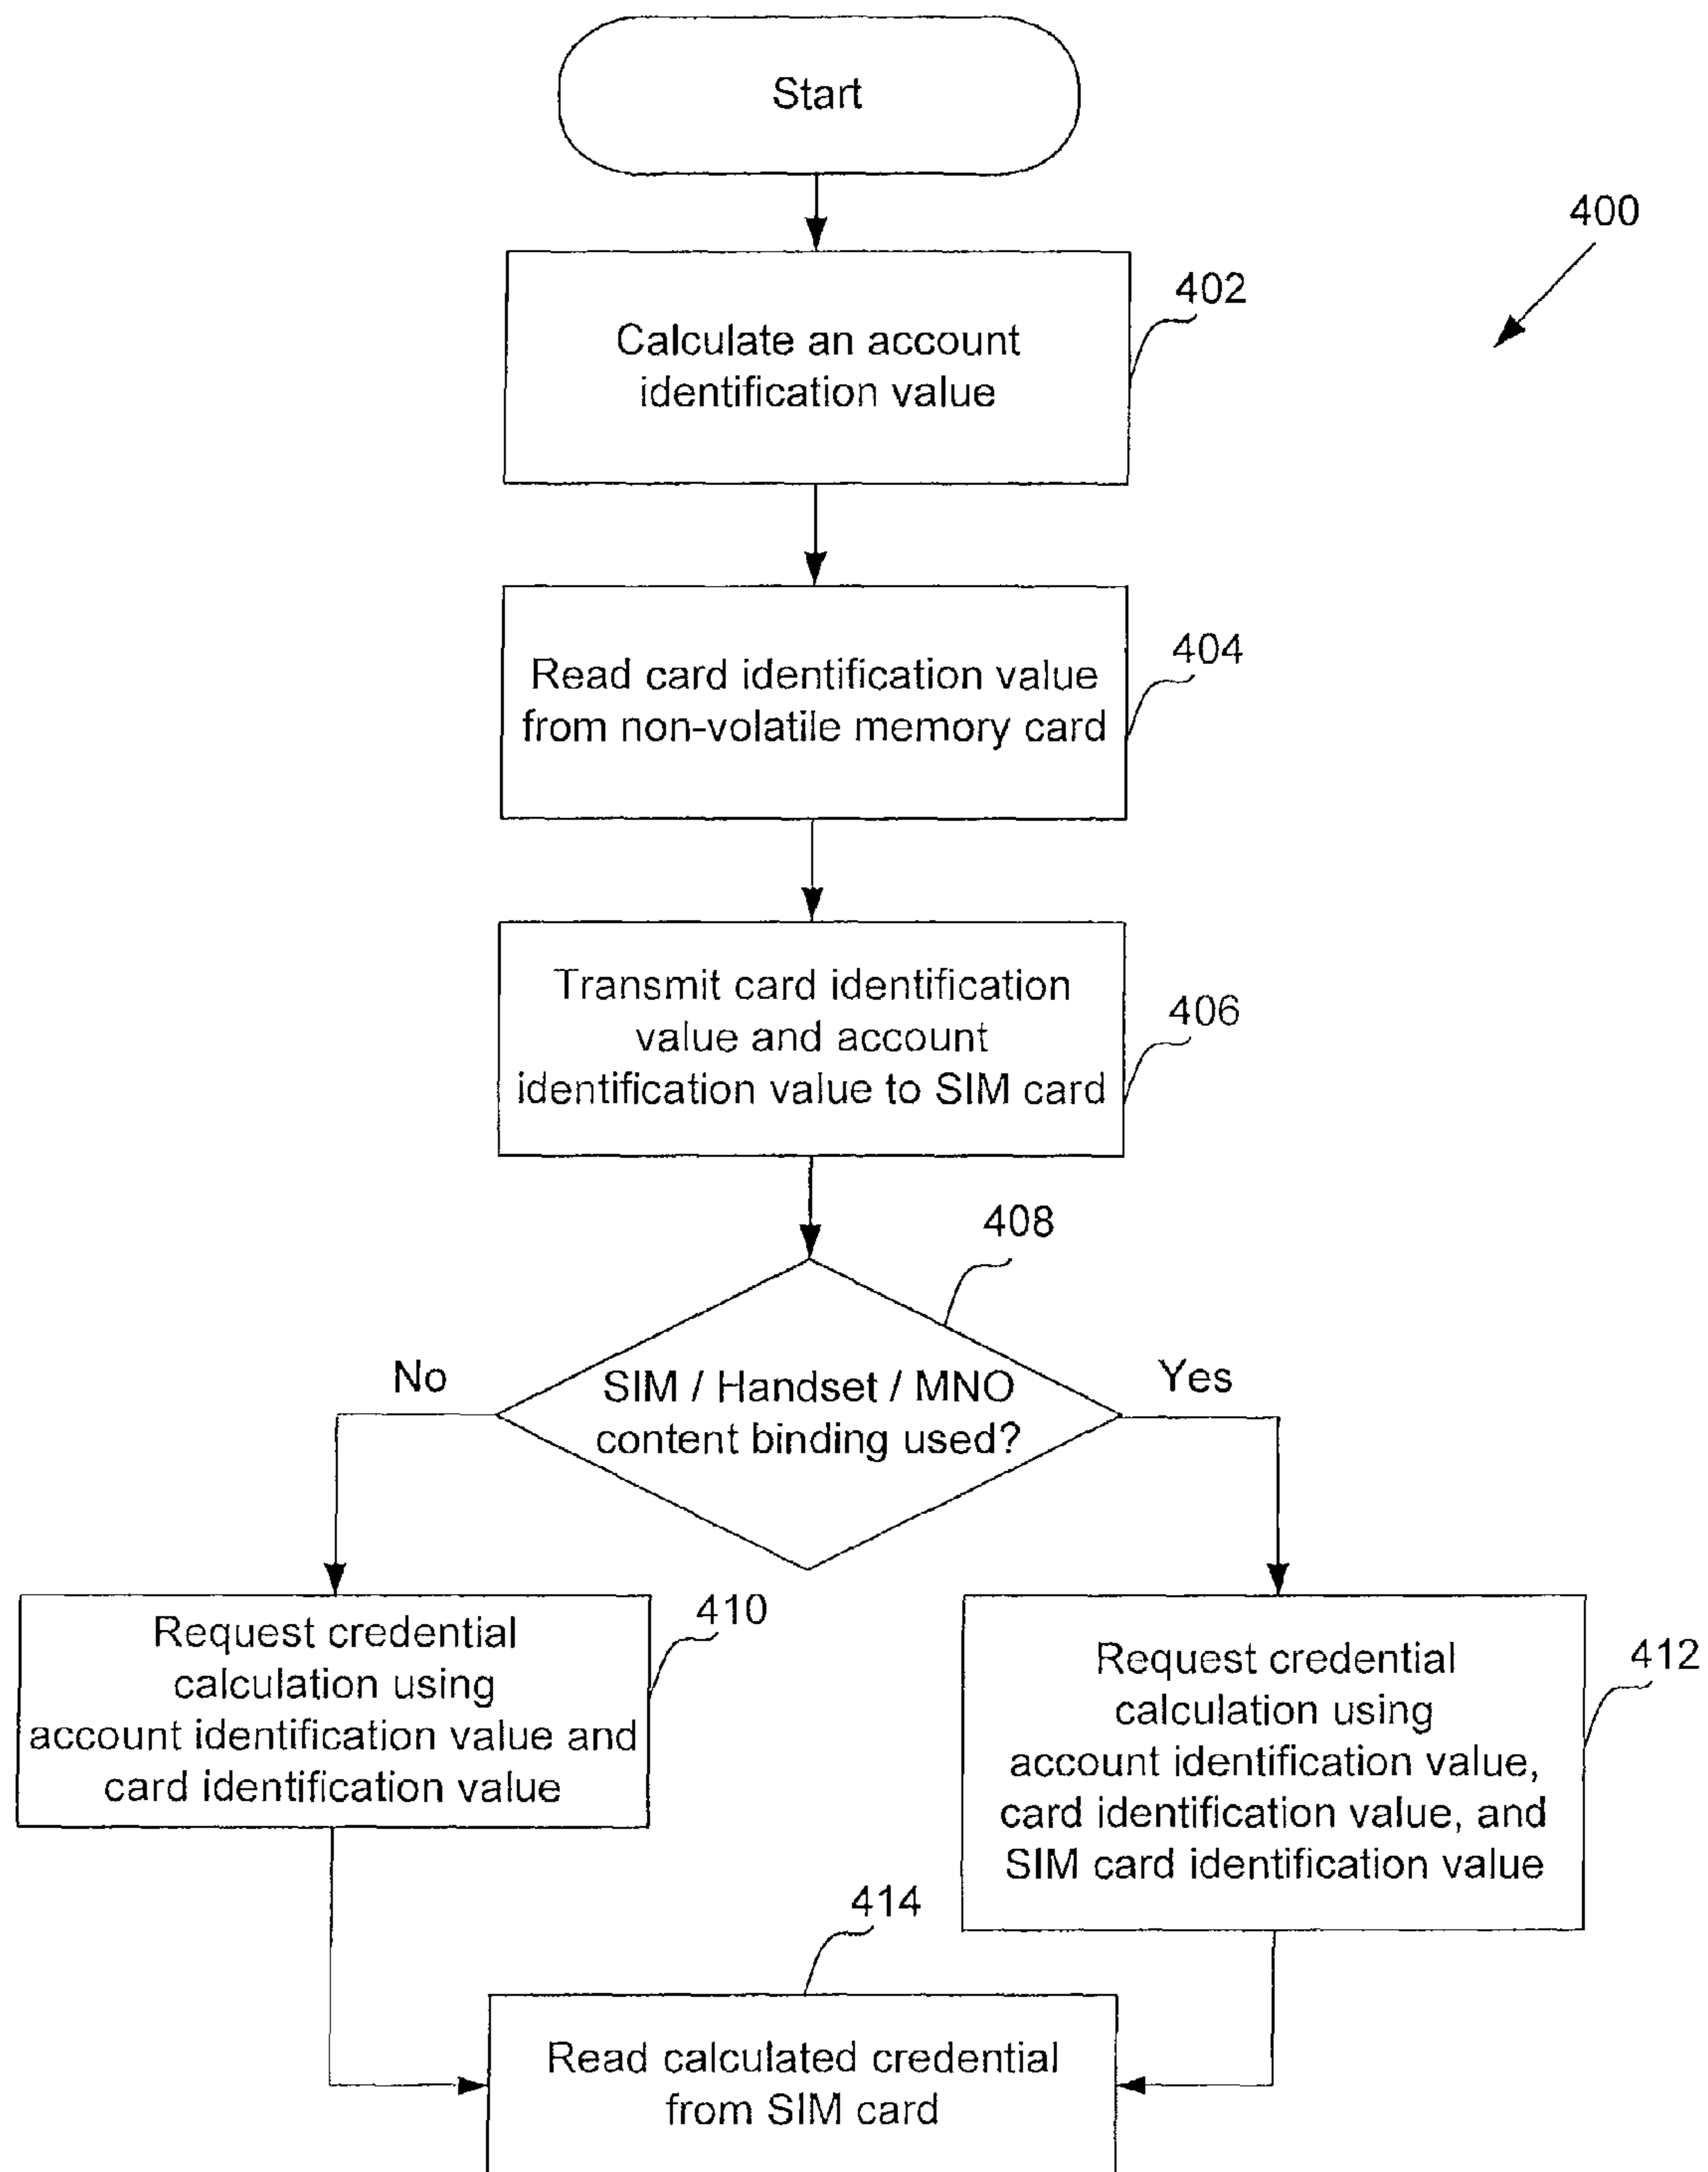 Start
400
402
Calculate an account
identification value
404
Read card identification value
from non-volatile memory card
406
Transmit card identification
value and account
identification value to SIM card
408
No
SIM / Handset / MNO
content binding used?
Yes
410
Request credential
calculation using
account identification value and
card identification value
412
Request credential
calculation using
account identification value,
card identification value, and
SIM card identification value
414
Read calculated credential
from SIM card